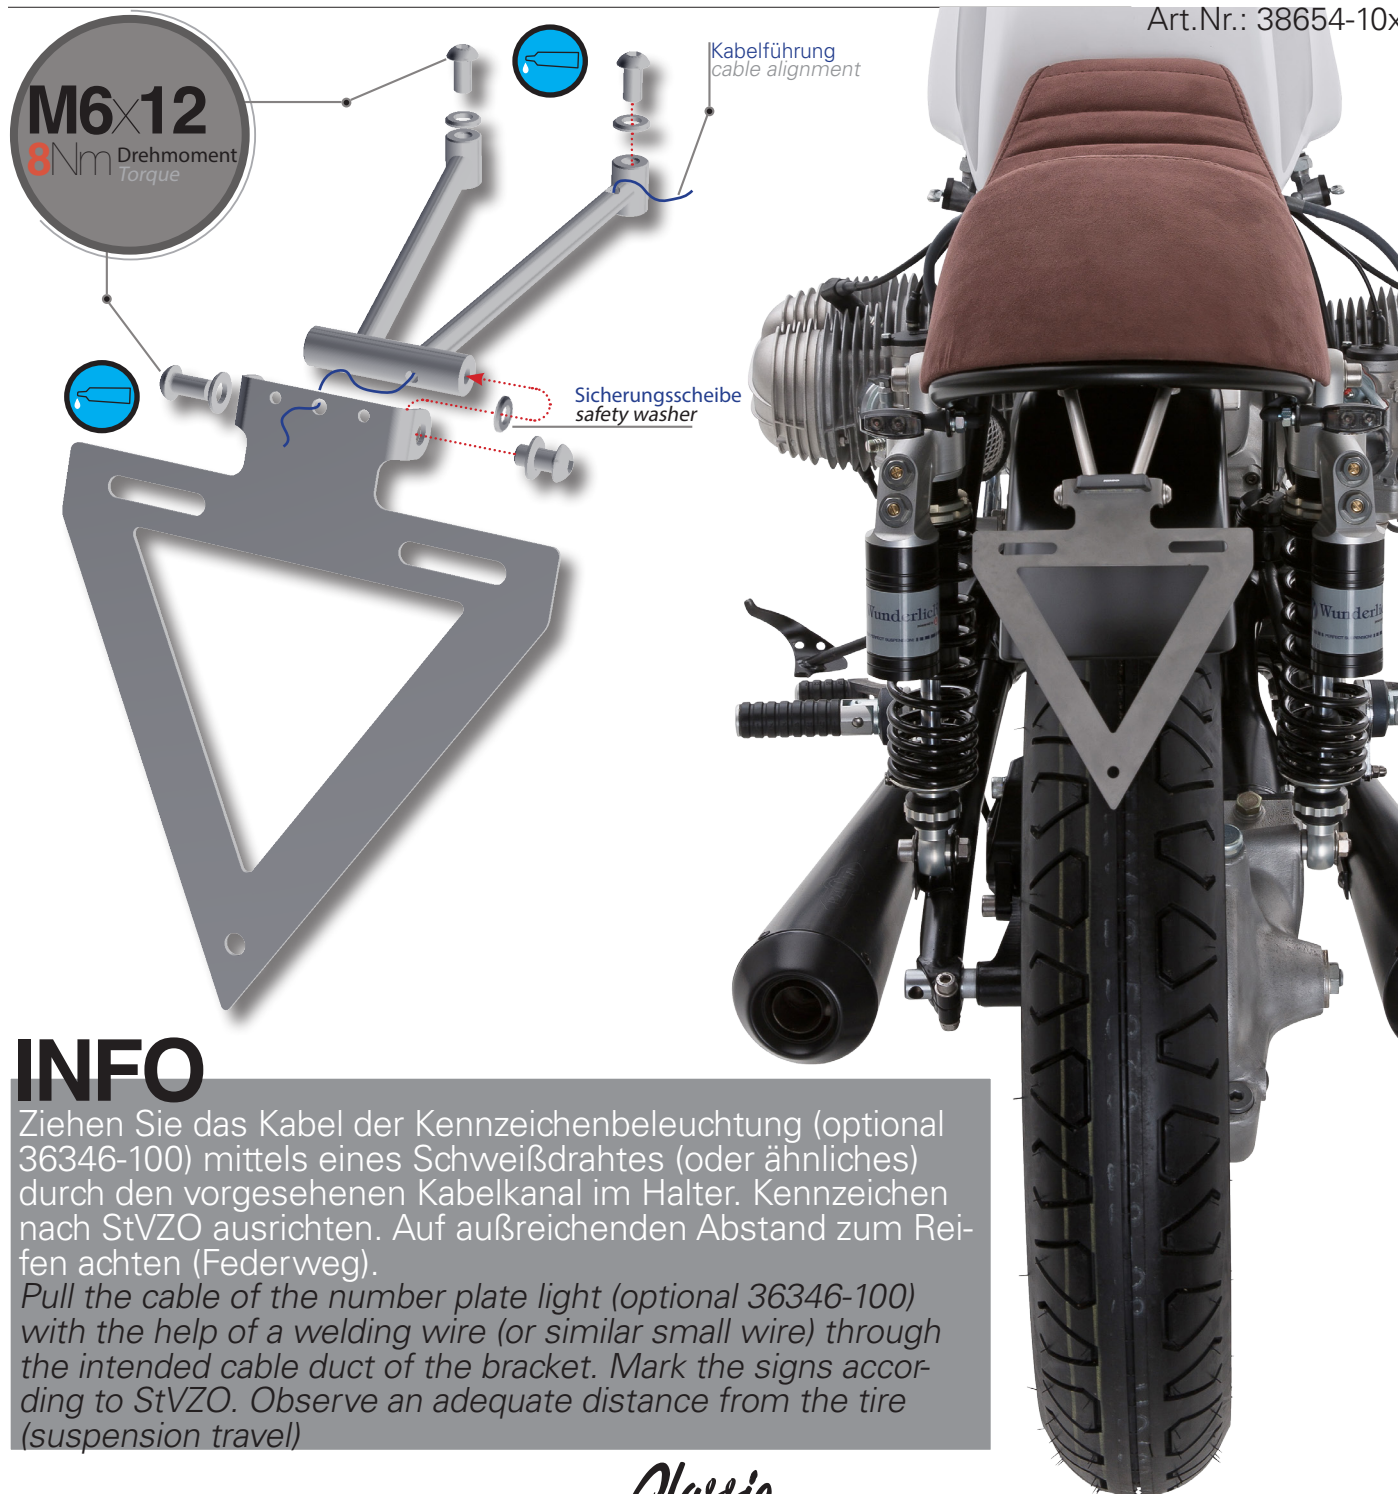 Art.Nr.: 38654-10x
Kabelführung
cable alignment
M6x12
8Nm Drehmoment
Torque
Sicherungsscheibe
safety washer
Wunderlich
Wunderli
INFO
Ziehen Sie das Kabel der Kennzeichenbeleuchtung (optional
36346-100) mittels eines Schweißdrahtes (oder ähnliches)
durch den vorgesehenen Kabelkanal im Halter. Kennzeichen
nach StVZO ausrichten. Auf außreichenden Abstand zum Rei-
fen achten (Federweg).
Pull the cable of the number plate light (optional 36346-100)
with the help of a welding wire (or similar small wire) through
the intended cable duct of the bracket. Mark the signs accor-
ding to StVZO. Observe an adequate distance from the tire
(suspension travel)
Classic